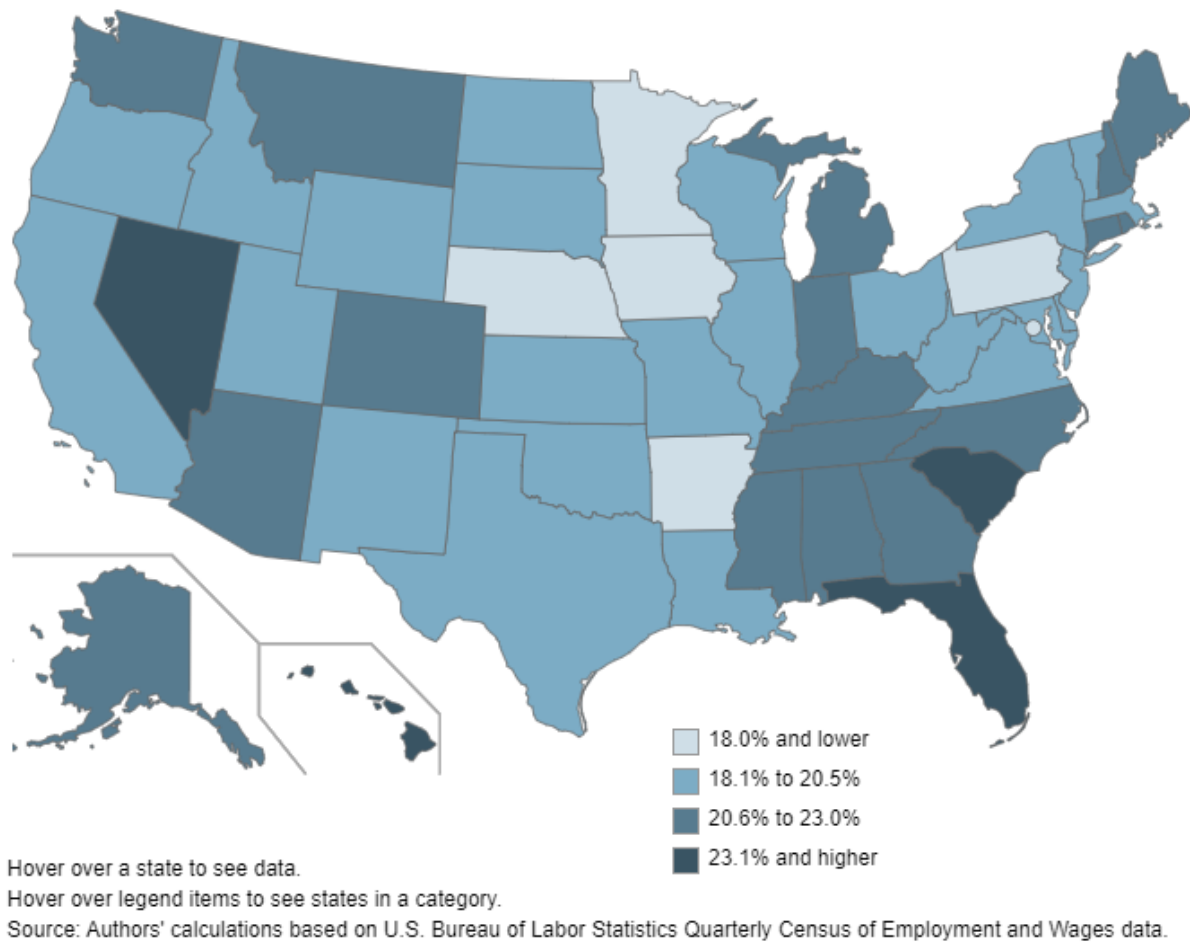 18.0% and lower
18.1% to 20.5%
20.6% to 23.0%
23.1% and higher
Hover over a state to see data.
Hover over legend items to see states in a category.
Source: Authors' calculations based on U.S. Bureau of Labor Statistics Quarterly Census of Employment and Wages data.